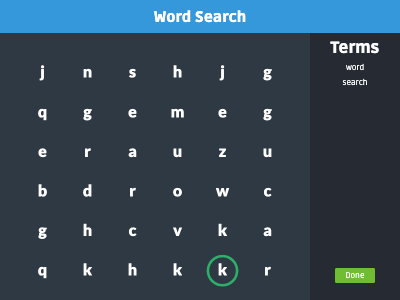 Word Search
Terms
word
search
j n s h j g
q g e m e g
e r a u z u
b d r o w c
g h c v k a
q k h k k r
Done